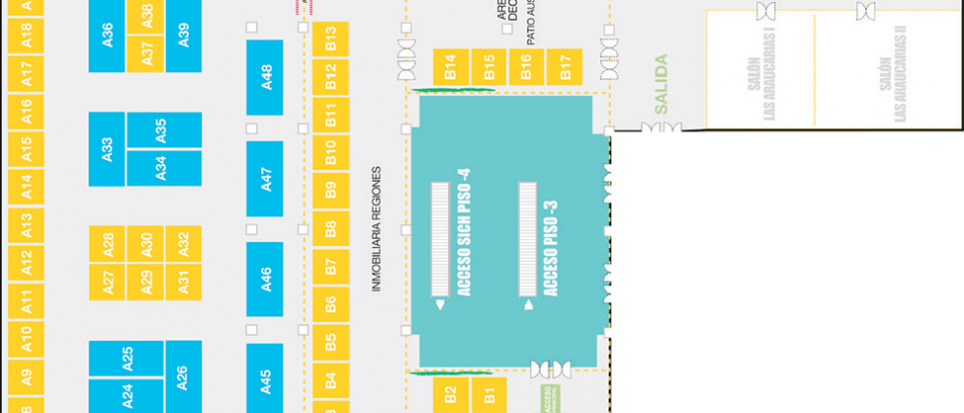 A18
A17
A16
A15
A14
A13
A12
A11
A10
A9
A36
A38
A37
A39
A33
A35
A34
A28
A30
A32
A27
A29
A31
A25
A24
A26
A48
A47
A46
A45
B13
B12
B11
B10
B9
B8
B7
B6
B5
B4
INMOBILIARIA REGIONES
B14
B15
B16
B17
PATIO AUS
ACCESO SICH PISO -4
ACCESO PISO -3
B2
B1
ACCESO
SALIDA
SALÓN
LAS ARAUCARIAS I
SALÓN
LAS ARAUCARIAS II